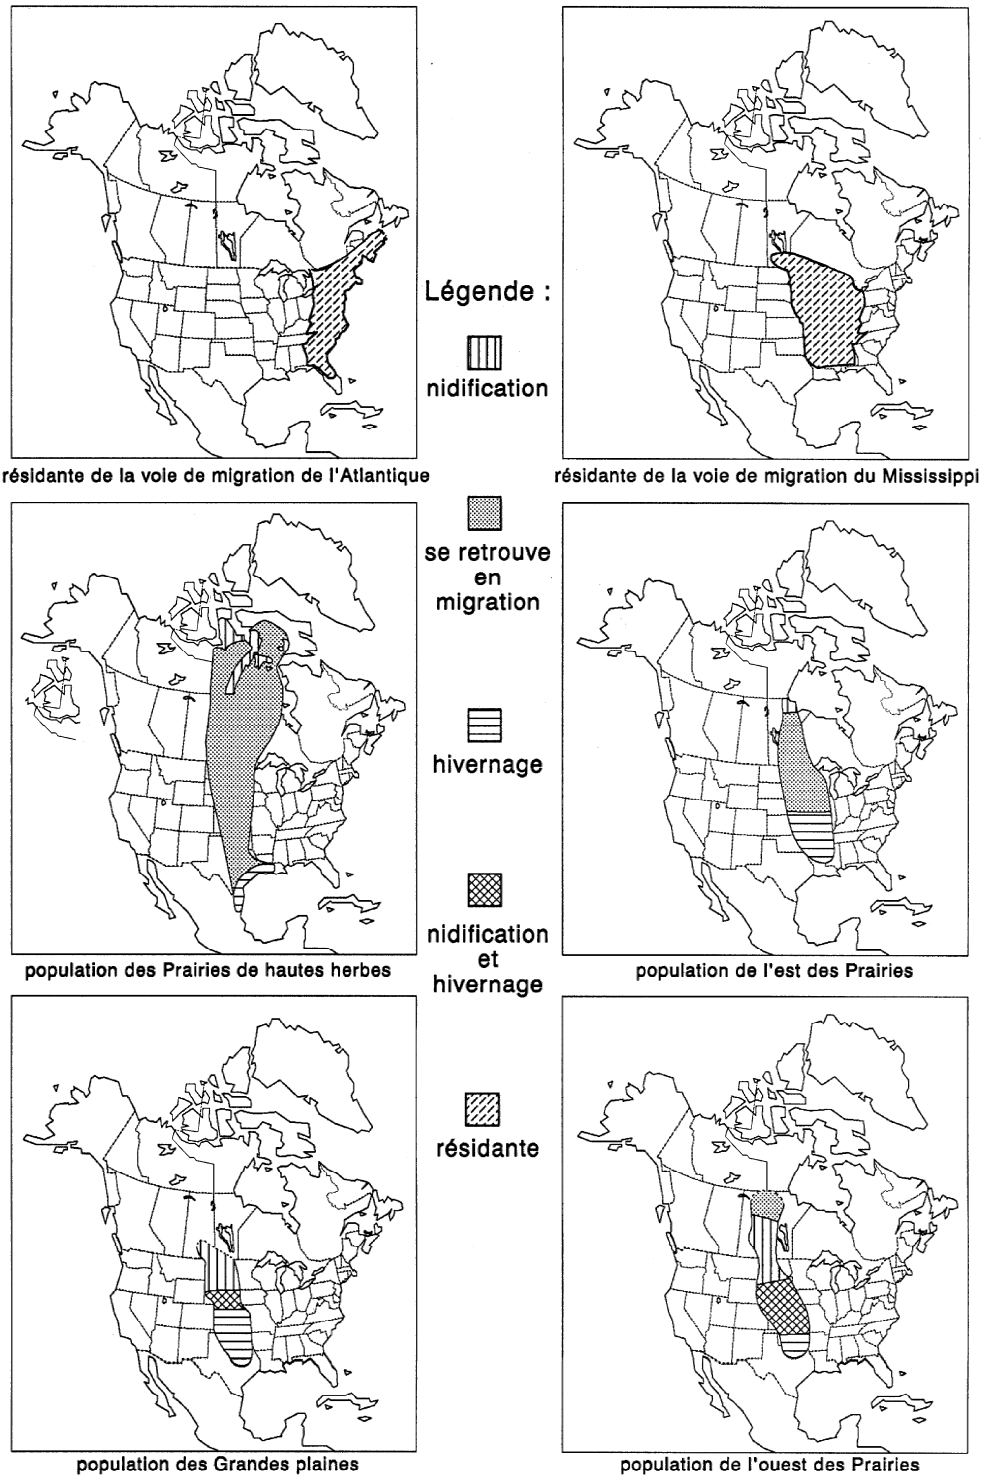 Légende :
nidification
résidante de la voie de migration de l'Atlantique
résidante de la voie de migration du Mississippi
se retrouve
en
migration
hivernage
nidification
et
hivernage
population des Prairies de hautes herbes
population de l'est des Prairies
résidante
population des Grandes plaines
population de l'ouest des Prairies